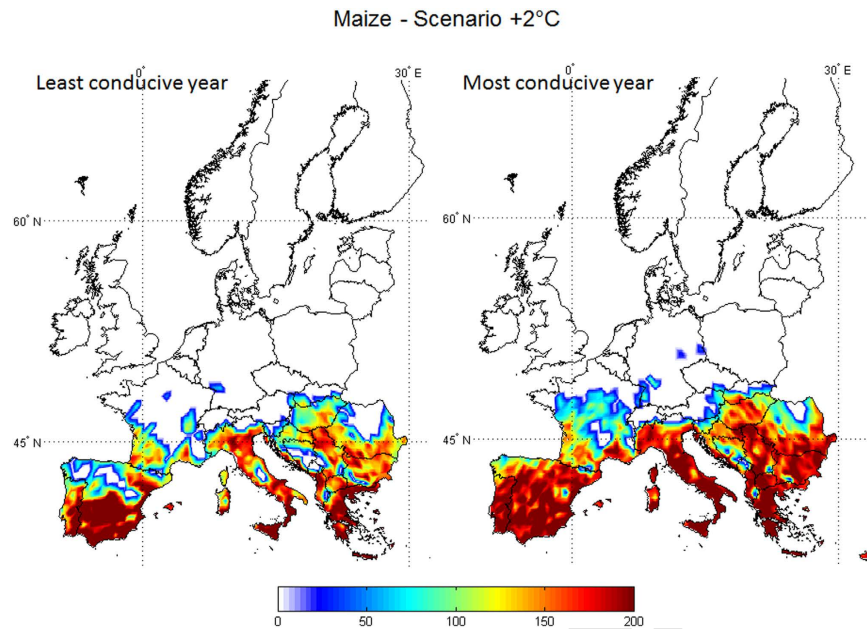 Maize - Scenario +2°C
Least conducive year
Most conducive year
0°
30° E
0°
30° E
60° N
60° N
45° N
45° N
0
50
100
150
200